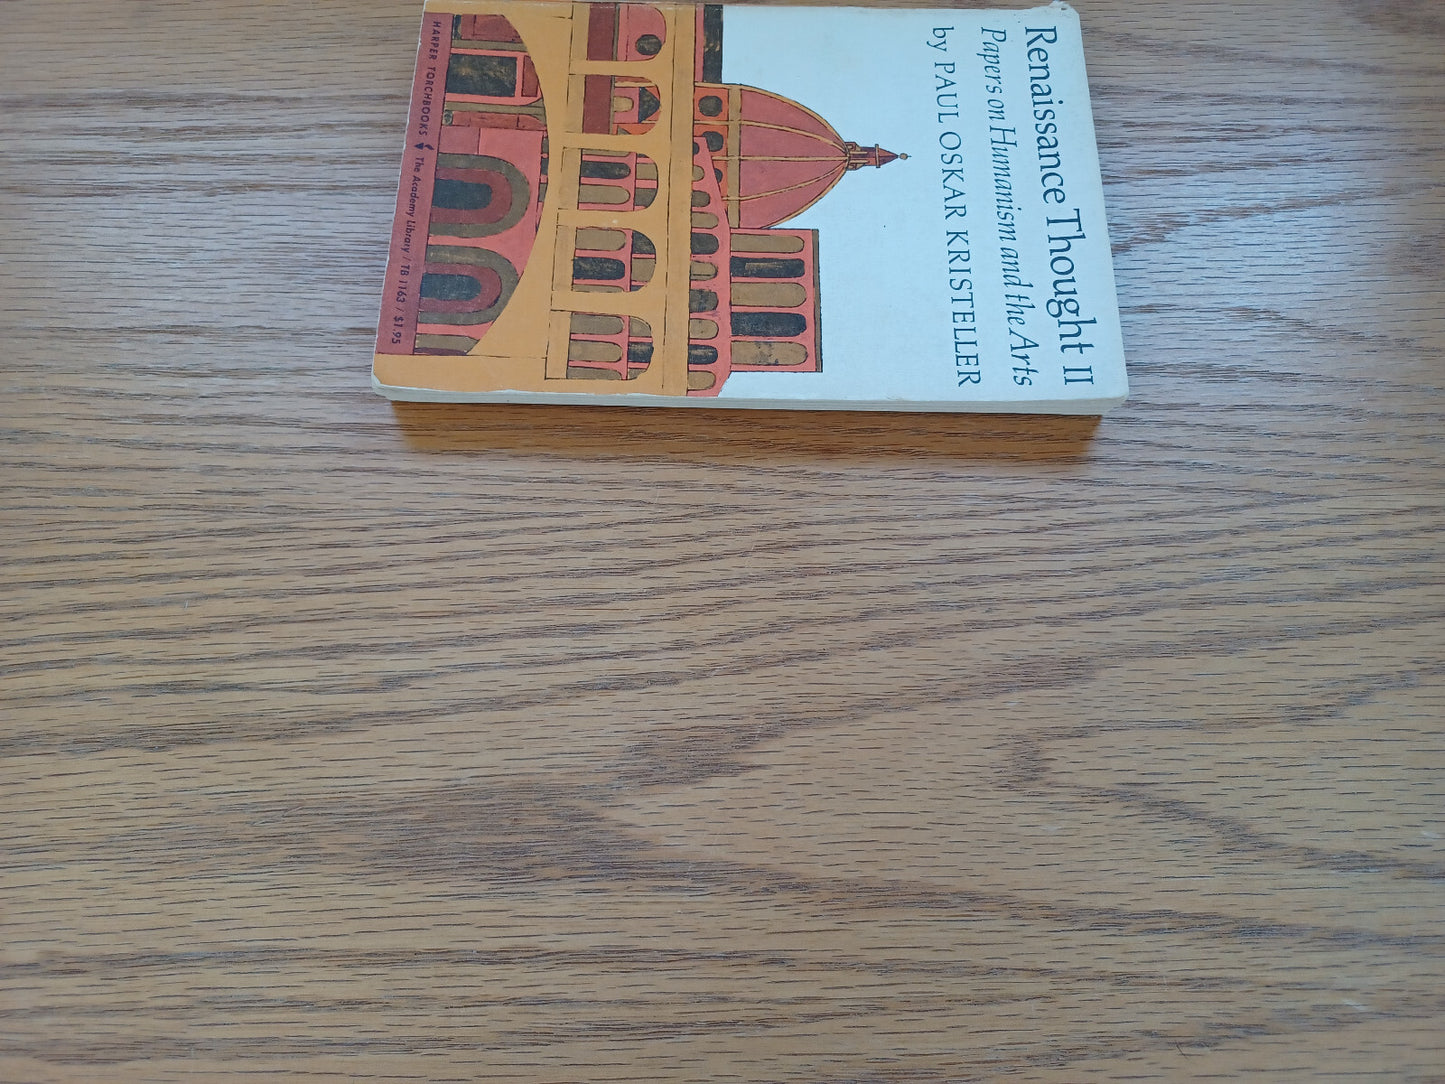 Renaissance Thought II
Papers on Humanism and the Arts
by PAUL OSKAR KRISTELLER
HARPER TORCHBOOKS The Academy Library / TB 1163 / $1.95